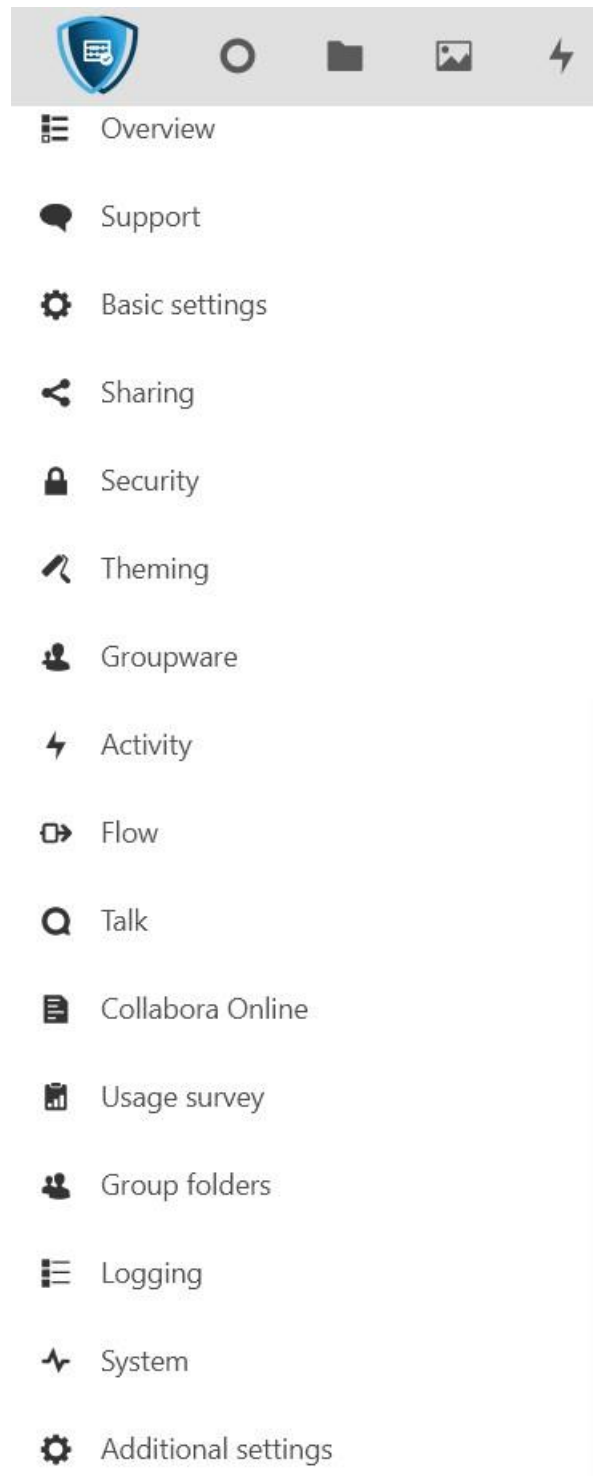 Overview
Support
Basic settings
Sharing
Security
Theming
Groupware
Activity
Flow
Talk
Collabora Online
Usage survey
Group folders
Logging
System
Additional settings